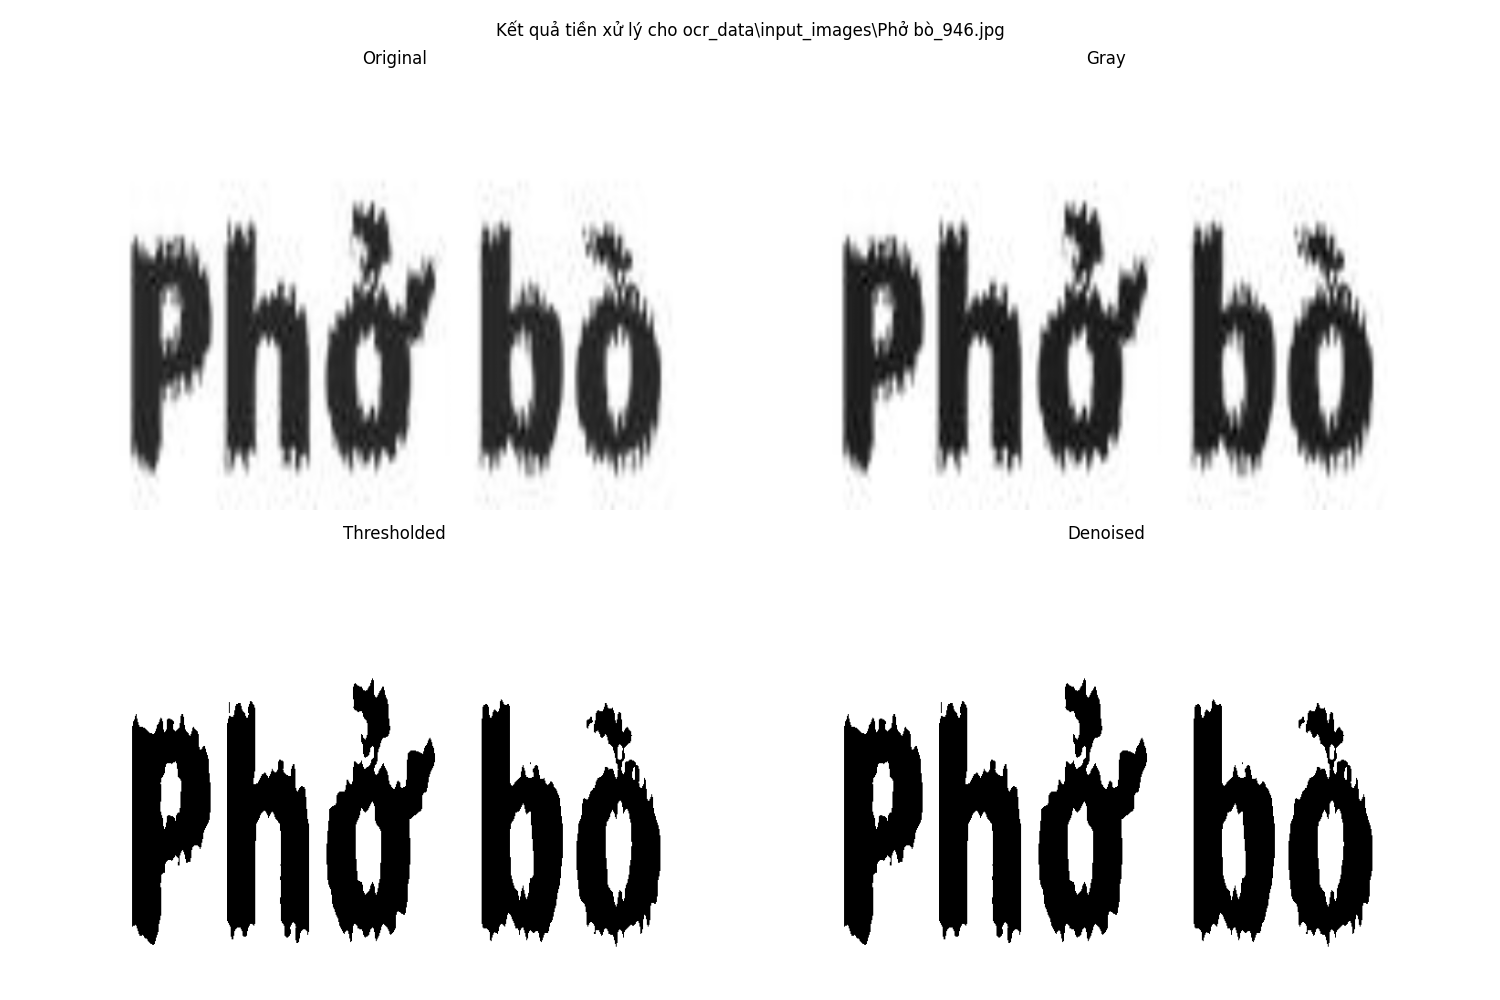 Kết quả tiền xử lý cho ocr_data\input_images\Phở bò_946.jpg
Original
Gray
Phở bò
Phở bò
Thresholded
Denoised
Phở bò
Phở bò